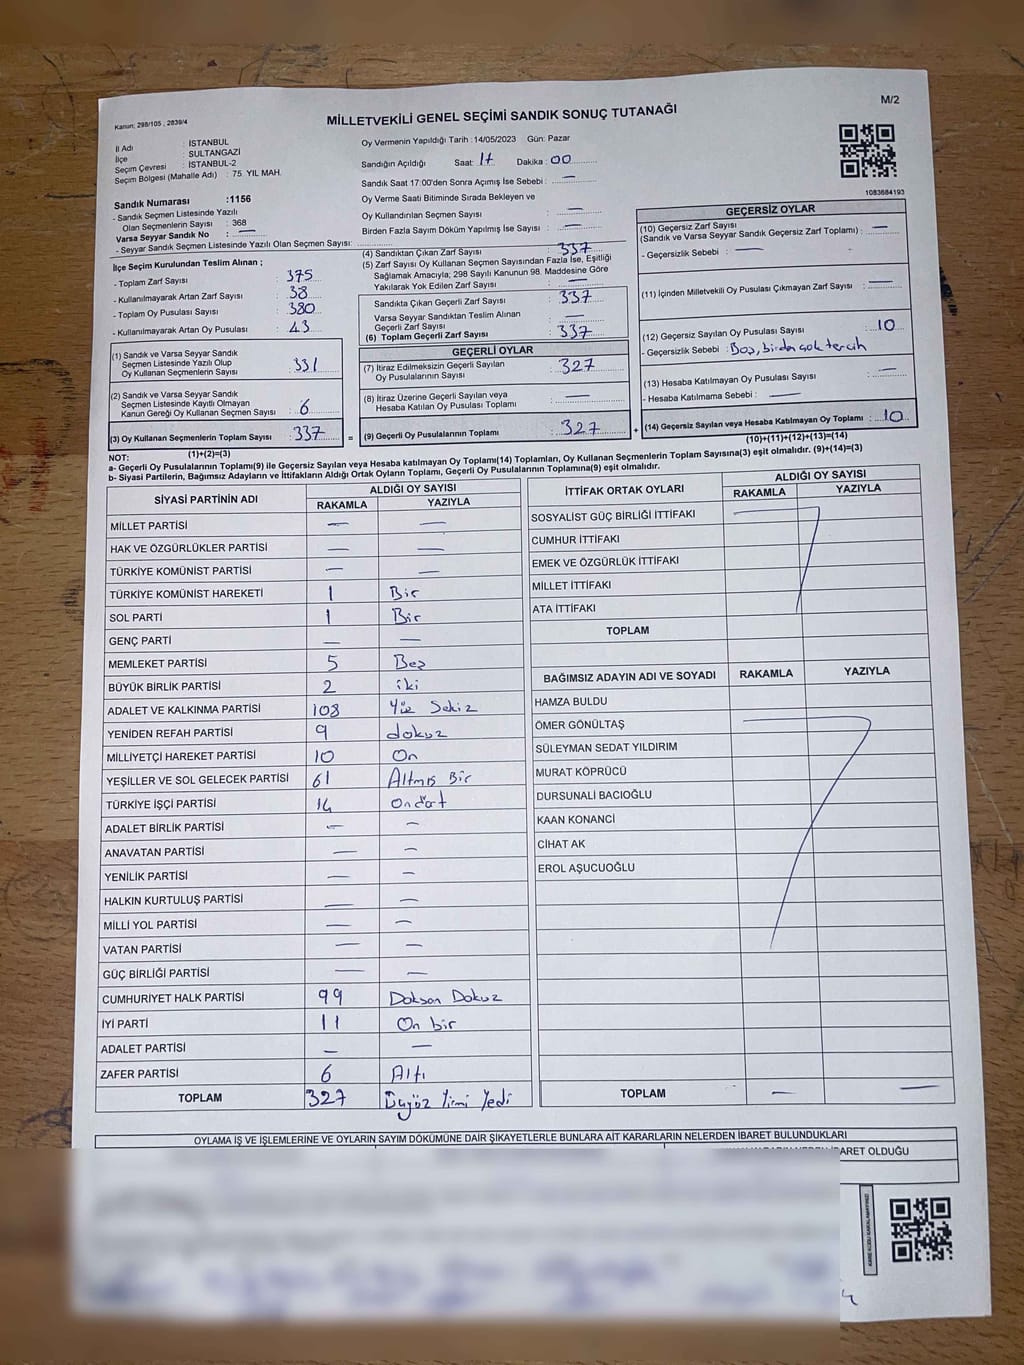 M/2
MİLLETVEKİLİ GENEL SEÇİMİ SANDIK SONUÇ TUTANAĞI
Kanun: 298/105 , 2839/4
İl Adı : İSTANBUL
İlçe : SULTANGAZİ
Seçim Çevresi : İSTANBUL-2
Seçim Bölgesi (Mahalle Adı) : 75. YIL MAH.
Sandık Numarası :1156
- Sandık Seçmen Listesinde Yazılı
Olan Seçmenlerin Sayısı : 368
Varsa Seyyar Sandık No : —
- Seyyar Sandık Seçmen Listesinde Yazılı Olan Seçmen Sayısı:
Oy Vermenin Yapıldığı Tarih :14/05/2023 Gün: Pazar
Sandığın Açıldığı Saat: 17 Dakika: 00
Sandık Saat 17:00'den Sonra Açımış İse Sebebi : —
Oy Verme Saati Bitiminde Sırada Bekleyen ve
Oy Kullandırılan Seçmen Sayısı —
Birden Fazla Sayım Döküm Yapılmış İse Sayısı : —
1083684193
İlçe Seçim Kurulundan Teslim Alınan ;
- Toplam Zarf Sayısı : 375
- Kullanılmayarak Artan Zarf Sayısı : 38
- Toplam Oy Pusulası Sayısı : 380
- Kullanılmayarak Artan Oy Pusulası : 43
(1) Sandık ve Varsa Seyyar Sandık
Seçmen Listesinde Yazılı Olup
Oy Kullanan Seçmenlerin Sayısı : 331
(2) Sandık ve Varsa Seyyar Sandık
Seçmen Listesinde Kayıtlı Olmayan
Kanun Gereği Oy Kullanan Seçmen Sayısı : 6
(3) Oy Kullanan Seçmenlerin Toplam Sayısı : 337
(1)+(2)=(3)
(4) Sandıktan Çıkan Zarf Sayısı : 337
(5) Zarf Sayısı Oy Kullanan Seçmen Sayısından Fazla İse, Eşitliği
Sağlamak Amacıyla; 298 Sayılı Kanunun 98. Maddesine Göre
Yakılarak Yok Edilen Zarf Sayısı : —
Sandıkta Çıkan Geçerli Zarf Sayısı : 337
Varsa Seyyar Sandıktan Teslim Alınan
Geçerli Zarf Sayısı : —
(6) Toplam Geçerli Zarf Sayısı : 337
GEÇERLİ OYLAR
(7) İtiraz Edilmeksizin Geçerli Sayılan
Oy Pusulalarının Sayısı : 327
(8) İtiraz Üzerine Geçerli Sayılan veya
Hesaba Katılan Oy Pusulası Toplamı : —
= (9) Geçerli Oy Pusulalarının Toplamı : 327 +
GEÇERSİZ OYLAR
(10) Geçersiz Zarf Sayısı
(Sandık ve Varsa Seyyar Sandık Geçersiz Zarf Toplamı) : —
- Geçersizlik Sebebi : —
(11) İçinden Milletvekili Oy Pusulası Çıkmayan Zarf Sayısı : —
(12) Geçersiz Sayılan Oy Pusulası Sayısı : 10
- Geçersizlik Sebebi : Boş, birden çok tercih
(13) Hesaba Katılmayan Oy Pusulası Sayısı : —
- Hesaba Katılmama Sebebi : —
(14) Geçersiz Sayılan veya Hesaba Katılmayan Oy Toplamı : 10
(10)+(11)+(12)+(13)=(14)
NOT:
a- Geçerli Oy Pusulalarının Toplamı(9) ile Geçersiz Sayılan veya Hesaba katılmayan Oy Toplamı(14) Toplamları, Oy Kullanan Seçmenlerin Toplam Sayısına(3) eşit olmalıdır. (9)+(14)=(3)
b- Siyasi Partilerin, Bağımsız Adayların ve İttifakların Aldığı Ortak Oyların Toplamı, Geçerli Oy Pusulalarının Toplamına(9) eşit olmalıdır.
SİYASİ PARTİNİN ADI ALDIĞI OY SAYISI
RAKAMLA YAZIYLA
MİLLET PARTİSİ — —
HAK VE ÖZGÜRLÜKLER PARTİSİ — —
TÜRKİYE KOMÜNİST PARTİSİ — —
TÜRKİYE KOMÜNİST HAREKETİ 1 Bir
SOL PARTİ 1 Bir
GENÇ PARTİ — —
MEMLEKET PARTİSİ 5 Beş
BÜYÜK BİRLİK PARTİSİ 2 iki
ADALET VE KALKINMA PARTİSİ 108 Yüz Sekiz
YENİDEN REFAH PARTİSİ 9 dokuz
MİLLİYETÇİ HAREKET PARTİSİ 10 On
YEŞİLLER VE SOL GELECEK PARTİSİ 61 Altmış Bir
TÜRKİYE İŞÇİ PARTİSİ 14 Ondört
ADALET BİRLİK PARTİSİ — —
ANAVATAN PARTİSİ — —
YENİLİK PARTİSİ — —
HALKIN KURTULUŞ PARTİSİ — —
MİLLİ YOL PARTİSİ — —
VATAN PARTİSİ — —
GÜÇ BİRLİĞİ PARTİSİ — —
CUMHURİYET HALK PARTİSİ 99 Doksan Dokuz
İYİ PARTİ 11 On bir
ADALET PARTİSİ — —
ZAFER PARTİSİ 6 Altı
TOPLAM 327 Üçyüz Yirmi Yedi
İTTİFAK ORTAK OYLARI ALDIĞI OY SAYISI
RAKAMLA YAZIYLA
SOSYALİST GÜÇ BİRLİĞİ İTTİFAKI
CUMHUR İTTİFAKI
EMEK VE ÖZGÜRLÜK İTTİFAKI
MİLLET İTTİFAKI
ATA İTTİFAKI
TOPLAM
BAĞIMSIZ ADAYIN ADI VE SOYADI RAKAMLA YAZIYLA
HAMZA BULDU
ÖMER GÖNÜLTAŞ
SÜLEYMAN SEDAT YILDIRIM
MURAT KÖPRÜCÜ
DURSUNALİ BACIOĞLU
KAAN KONANCİ
CİHAT AK
EROL AŞUCUOĞLU
TOPLAM — —
OYLAMA İŞ VE İŞLEMLERİNE VE OYLARIN SAYIM DÖKÜMÜNE DAİR ŞİKAYETLERLE BUNLARA AİT KARARLARIN NELERDEN İBARET BULUNDUKLARI
ARET OLDUĞU